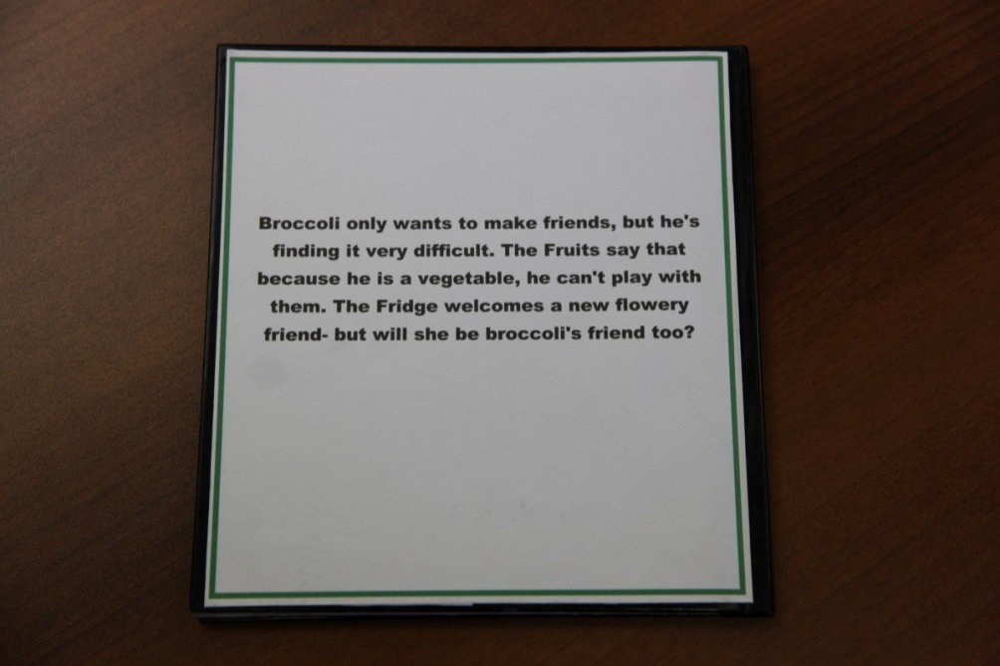 Broccoli only wants to make friends, but he's
finding it very difficult. The Fruits say that
because he is a vegetable, he can't play with
them. The Fridge welcomes a new flowery
friend- but will she be broccoli's friend too?